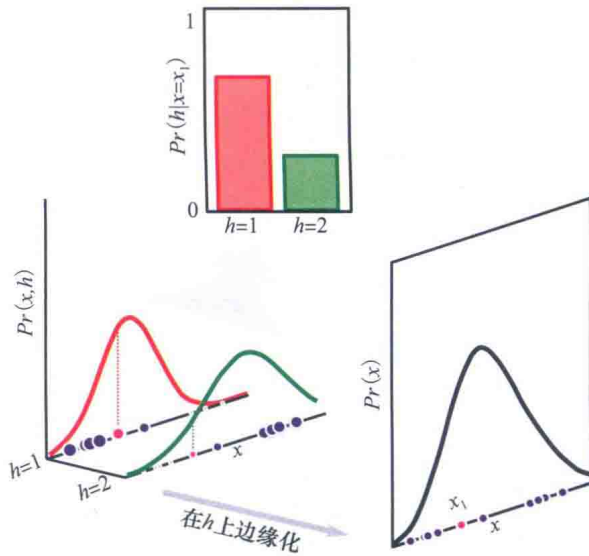 1
Pr(h|x=x₁)
0
h=1
h=2
Pr(x,h)
h=1
h=2
x
在h上边缘化
Pr(x)
x₁
x